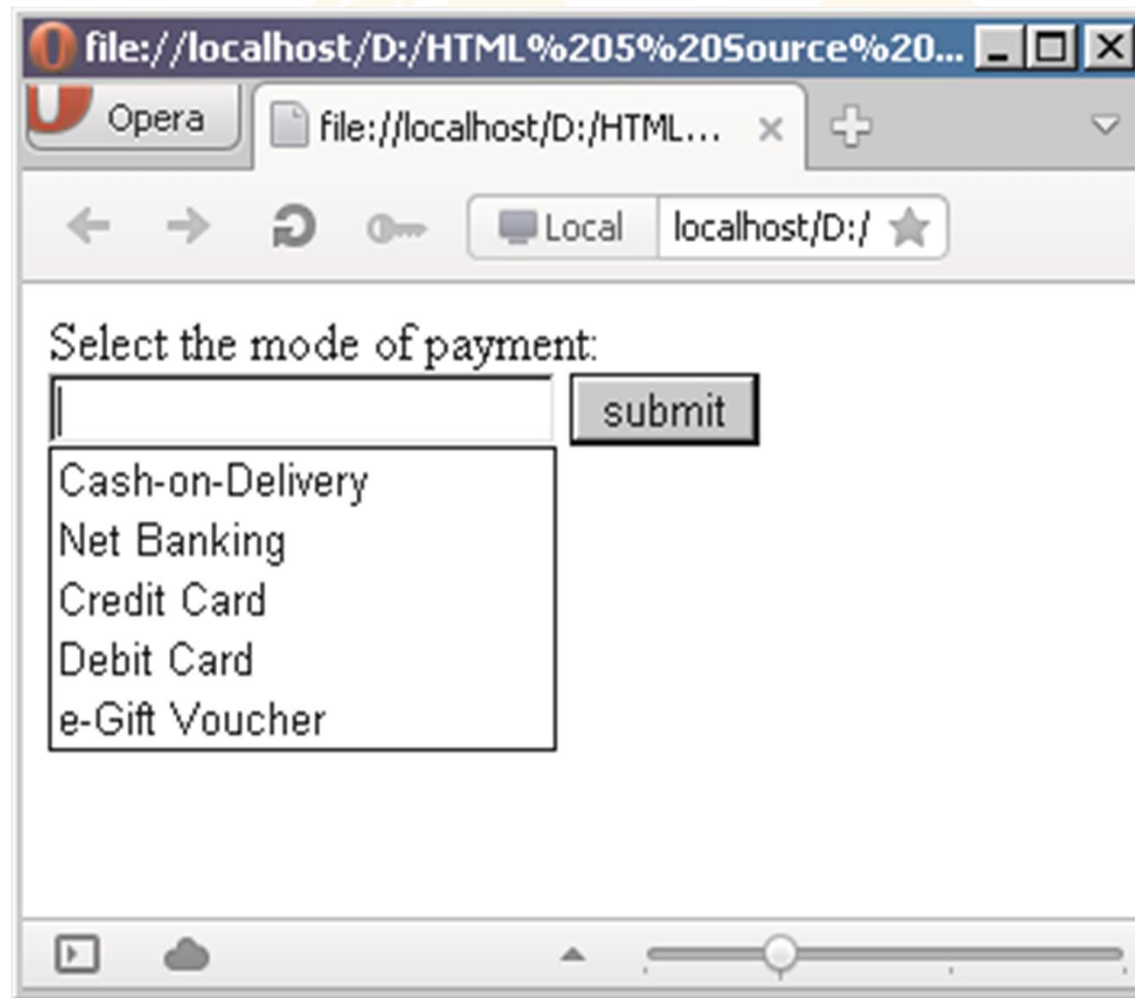 file://localhost/D:/HTML%205%20Source%20...
Opera
file://localhost/D:/HTML...
Local
localhost/D:/
Select the mode of payment:
submit
Cash-on-Delivery
Net Banking
Credit Card
Debit Card
e-Gift Voucher